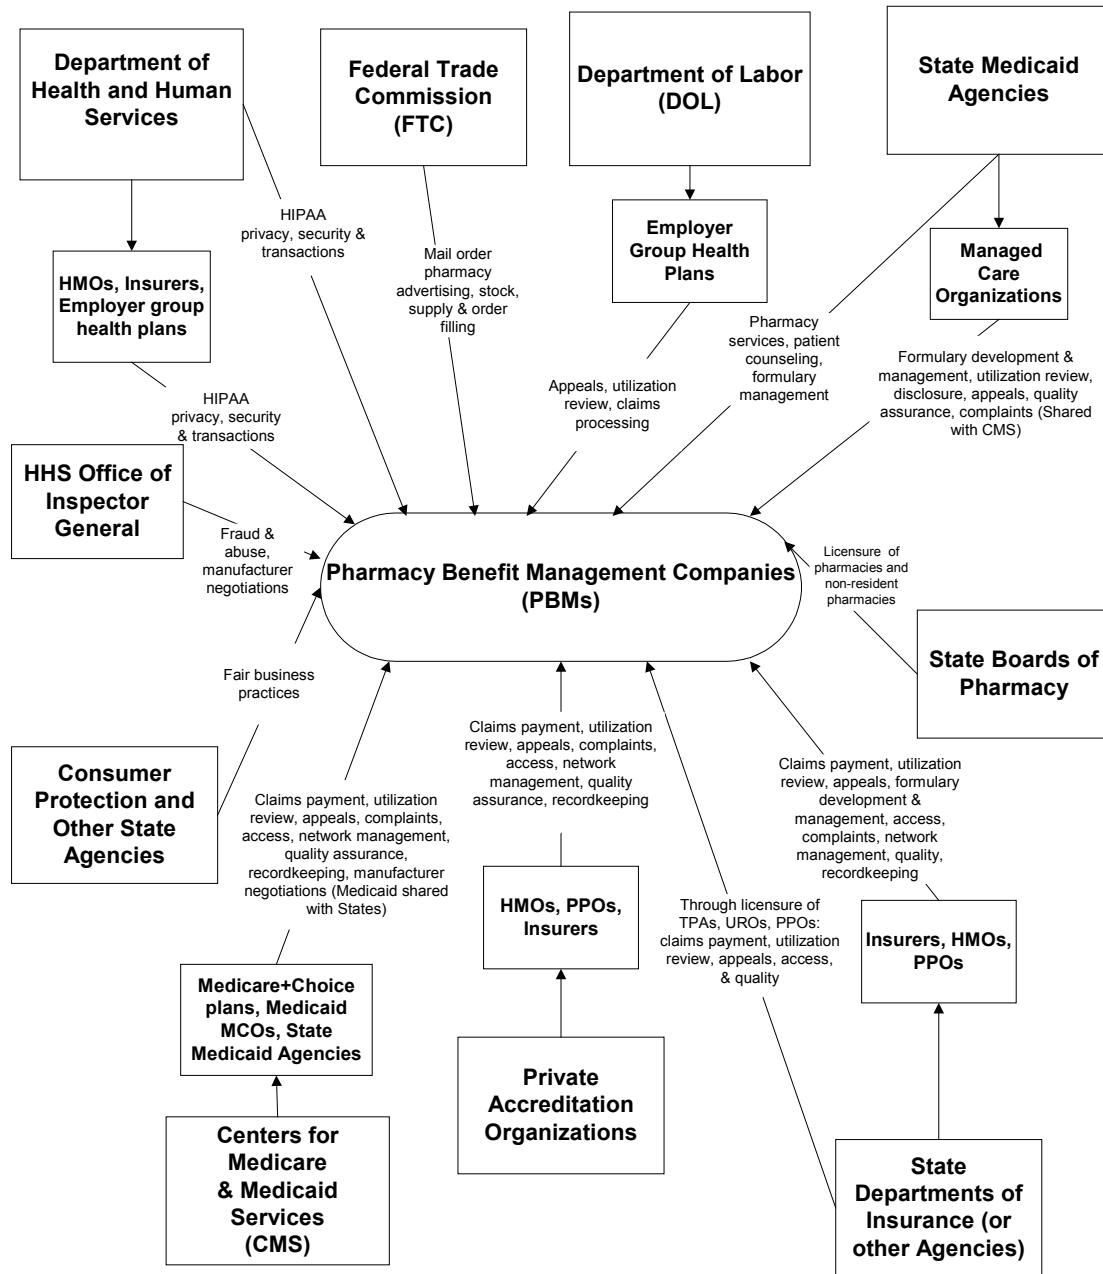 Department of
Health and Human
Services
Federal Trade
Commission
(FTC)
Department of Labor
(DOL)
State Medicaid
Agencies
HIPAA
privacy, security &
transactions
Mail order
pharmacy
advertising, stock,
supply & order
filling
Employer
Group Health
Plans
Managed
Care
Organizations
HMOs, Insurers,
Employer group
health plans
Pharmacy
services, patient
counseling,
formulary
management
Formulary development &
management, utilization review,
disclosure, appeals, quality
assurance, complaints (Shared
with CMS)
Appeals, utilization
review, claims
processing
HIPAA
privacy, security
& transactions
HHS Office of
Inspector
General
Fraud &
abuse,
manufacturer
negotiations
Pharmacy Benefit Management Companies
(PBMs)
Licensure of
pharmacies and
non-resident
pharmacies
State Boards of
Pharmacy
Fair business
practices
Consumer
Protection and
Other State
Agencies
Claims payment, utilization
review, appeals, complaints,
access, network management,
quality assurance,
recordkeeping, manufacturer
negotiations (Medicaid shared
with States)
Claims payment, utilization
review, appeals, complaints,
access, network
management, quality
assurance, recordkeeping
Claims payment, utilization
review, appeals, formulary
development &
management, access,
complaints, network
management, quality,
recordkeeping
HMOs, PPOs,
Insurers
Through licensure of
TPAs, UROs, PPOs:
claims payment, utilization
review, appeals, access,
& quality
Insurers, HMOs,
PPOs
Medicare+Choice
plans, Medicaid
MCOs, State
Medicaid Agencies
Private
Accreditation
Organizations
Centers for
Medicare
& Medicaid
Services
(CMS)
State
Departments of
Insurance (or
other Agencies)